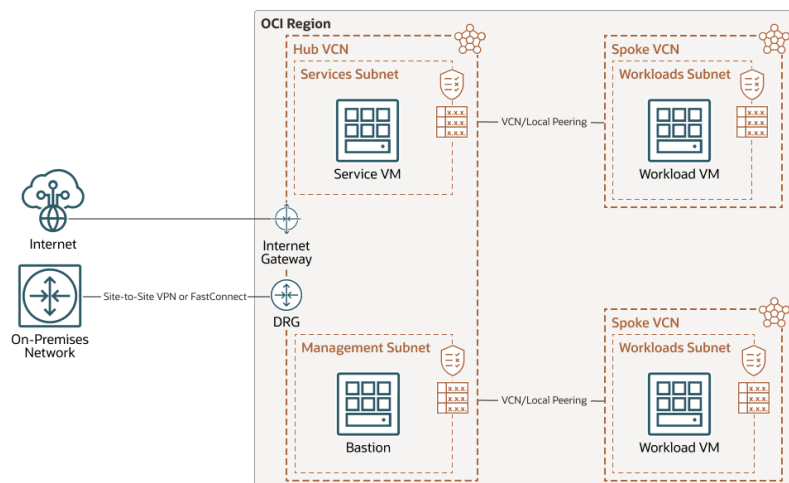 OCI Region
Hub VCN
Services Subnet
x.x.x.
x.x.x.
x.x.x.
Service VM
VCN/Local Peering
Spoke VCN
Workloads Subnet
x.x.x.
x.x.x.
x.x.x.
Workload VM
Internet
Internet
Gateway
On-Premises
Network
Site-to-Site VPN or FastConnect
DRG
Management Subnet
x.x.x.
x.x.x.
x.x.x.
Bastion
VCN/Local Peering
Spoke VCN
Workloads Subnet
x.x.x.
x.x.x.
x.x.x.
Workload VM